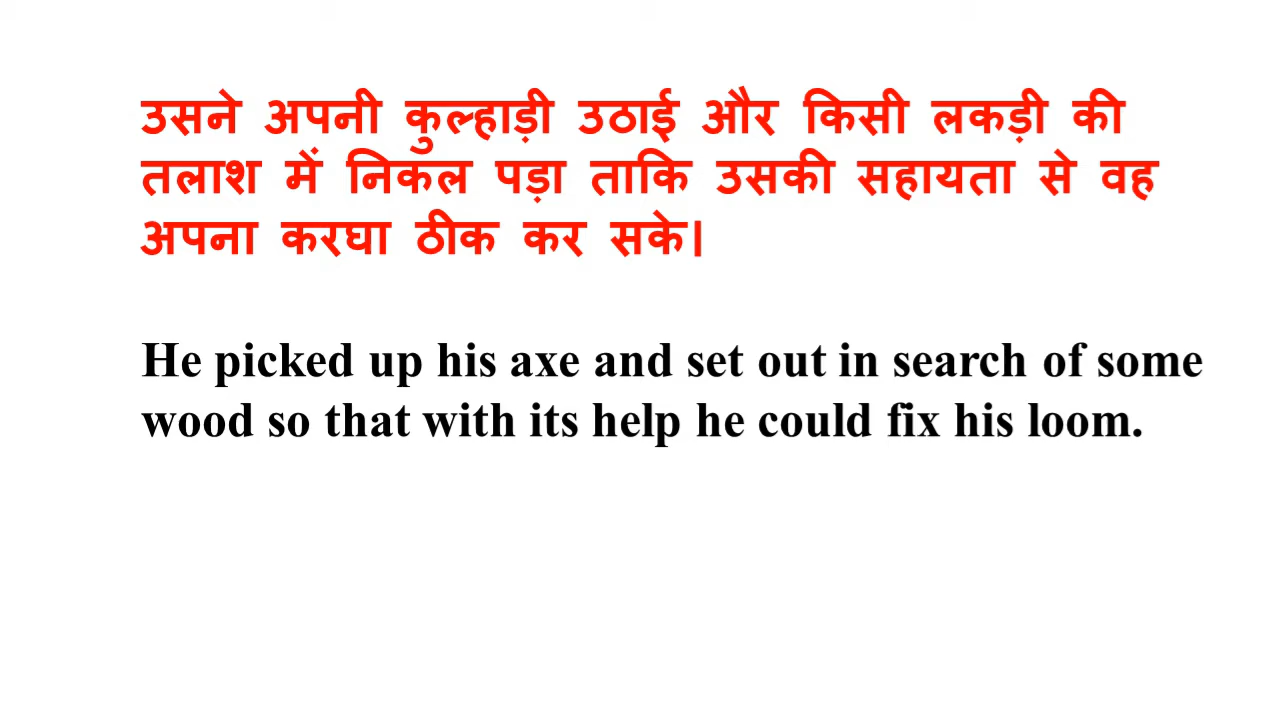 उसने अपनी कुल्हाड़ी उठाई और किसी लकड़ी की
तलाश में निकल पड़ा ताकि उसकी सहायता से वह
अपना करघा ठीक कर सके।
He picked up his axe and set out in search of some
wood so that with its help he could fix his loom.